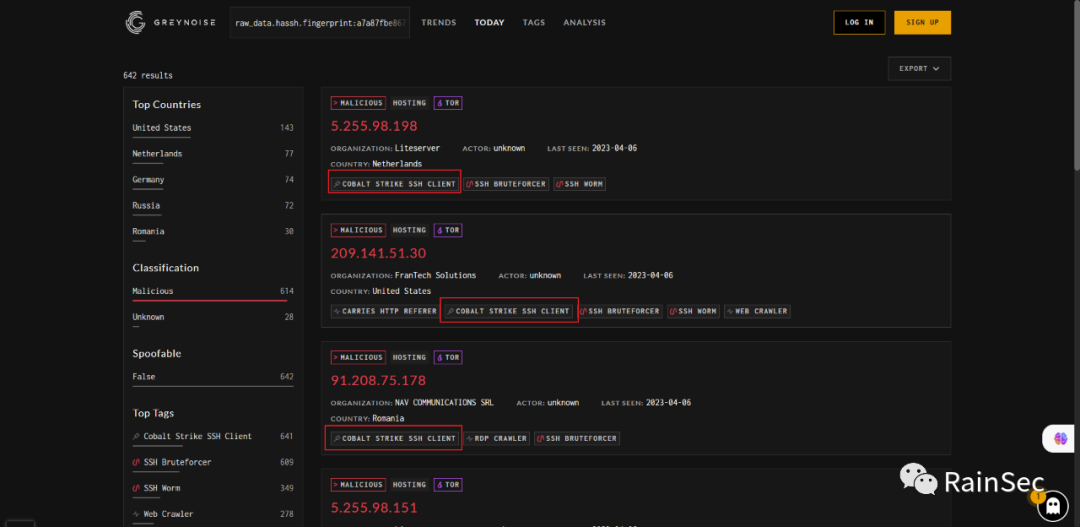 GREYNOISE
raw_data.hassh.fingerprint:a7a87fbe867
TRENDS
TODAY
TAGS
ANALYSIS
LOG IN
SIGN UP
642 results
EXPORT
Top Countries
United States 143
Netherlands 77
Germany 74
Russia 72
Romania 30
Classification
Malicious 614
Unknown 28
Spoofable
False 642
Top Tags
Cobalt Strike SSH Client 641
SSH Bruteforcer 609
SSH Worm 349
Web Crawler 278
MALICIOUS HOSTING TOR
5.255.98.198
ORGANIZATION: Liteserver ACTOR: unknown LAST SEEN: 2023-04-06
COUNTRY: Netherlands
COBALT STRIKE SSH CLIENT SSH BRUTEFORCER SSH WORM
MALICIOUS HOSTING TOR
209.141.51.30
ORGANIZATION: FranTech Solutions ACTOR: unknown LAST SEEN: 2023-04-06
COUNTRY: United States
CARRIES HTTP REFERER COBALT STRIKE SSH CLIENT SSH BRUTEFORCER SSH WORM WEB CRAWLER
MALICIOUS HOSTING TOR
91.208.75.178
ORGANIZATION: NAV COMMUNICATIONS SRL ACTOR: unknown LAST SEEN: 2023-04-06
COUNTRY: Romania
COBALT STRIKE SSH CLIENT RDP CRAWLER SSH BRUTEFORCER
MALICIOUS HOSTING TOR
5.255.98.151
RainSec
1